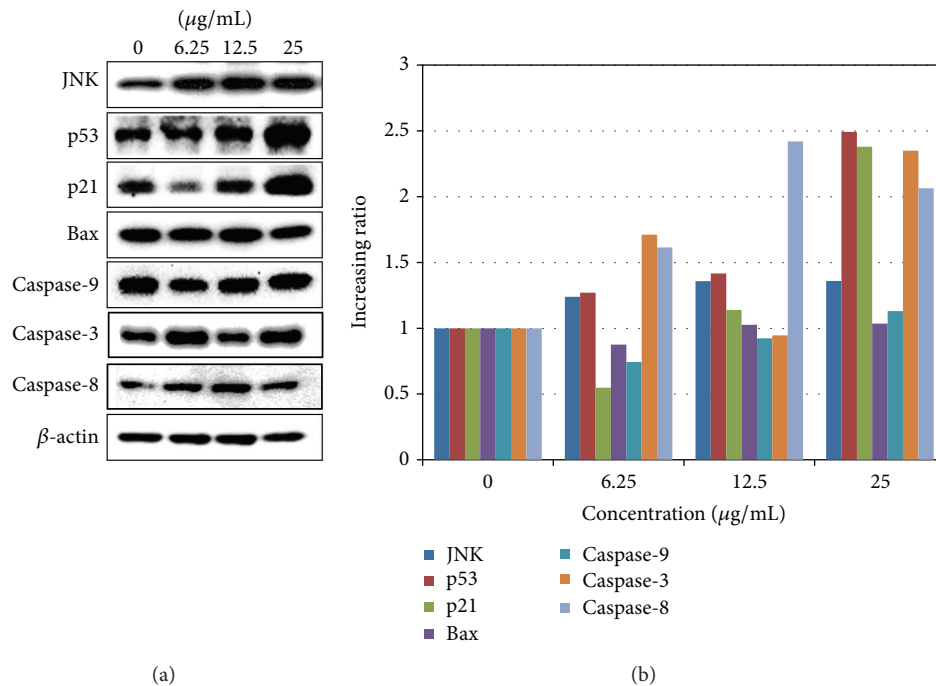 (μg/mL)
0 6.25 12.5 25
JNK
p53
p21
Bax
Caspase-9
Caspase-3
Caspase-8
β-actin
(a)
3
2.5
2
1.5
1
0.5
0
Increasing ratio
0 6.25 12.5 25
Concentration (μg/mL)
JNK
p53
p21
Bax
Caspase-9
Caspase-3
Caspase-8
(b)